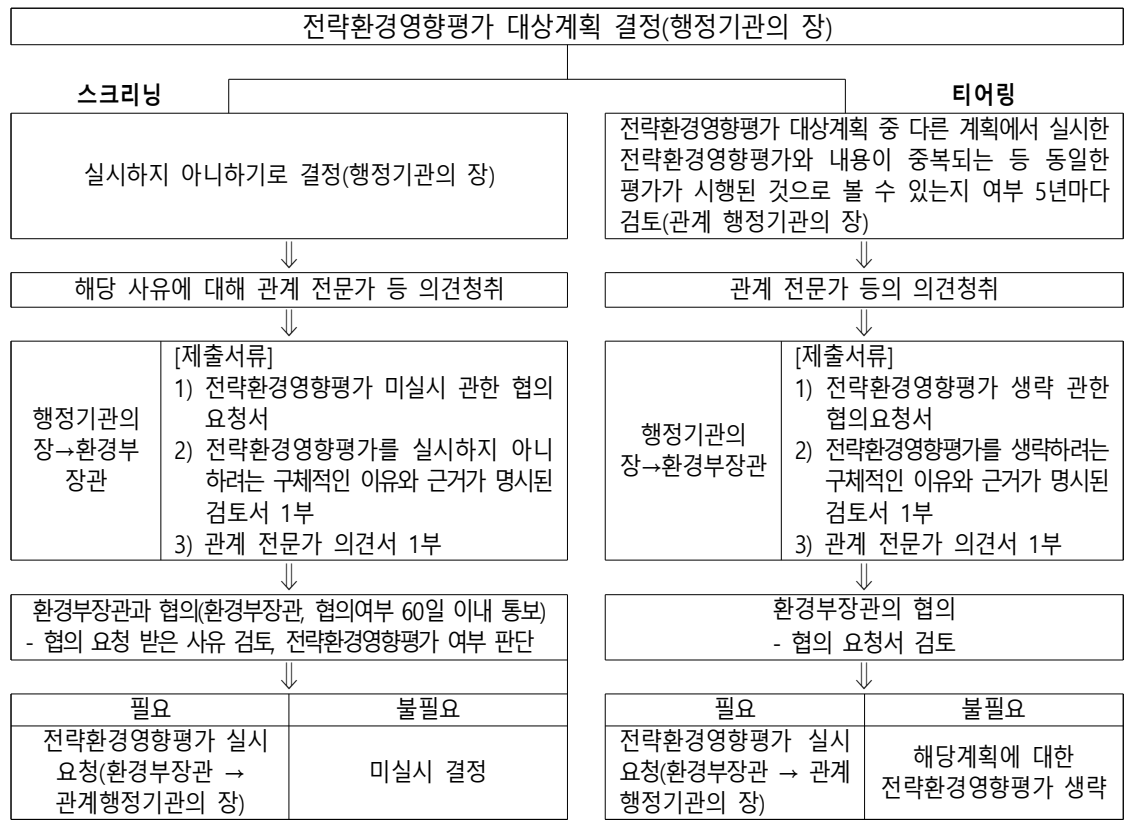 전략환경영향평가 대상계획 결정(행정기관의 장)
스크리닝
실시하지 아니하기로 결정(행정기관의 장)
⇓
해당 사유에 대해 관계 전문가 등 의견청취
⇓
행정기관의
장→환경부
장관
[제출서류]
1) 전략환경영향평가 미실시 관한 협의
요청서
2) 전략환경영향평가를 실시하지 아니
하려는 구체적인 이유와 근거가 명시된
검토서 1부
3) 관계 전문가 의견서 1부
⇓
환경부장관과 협의(환경부장관, 협의여부 60일 이내 통보)
- 협의 요청 받은 사유 검토, 전략환경영향평가 여부 판단
⇓
필요
불필요
전략환경영향평가 실시
요청(환경부장관 →
관계행정기관의 장)
미실시 결정
티어링
전략환경영향평가 대상계획 중 다른 계획에서 실시한
전략환경영향평가와 내용이 중복되는 등 동일한
평가가 시행된 것으로 볼 수 있는지 여부 5년마다
검토(관계 행정기관의 장)
⇓
관계 전문가 등의 의견청취
⇓
행정기관의
장→환경부장관
[제출서류]
1) 전략환경영향평가 생략 관한
협의요청서
2) 전략환경영향평가를 생략하려는
구체적인 이유와 근거가 명시된
검토서 1부
3) 관계 전문가 의견서 1부
⇓
환경부장관의 협의
- 협의 요청서 검토
⇓
필요
불필요
전략환경영향평가 실시
요청(환경부장관 → 관계
행정기관의 장)
해당계획에 대한
전략환경영향평가 생략